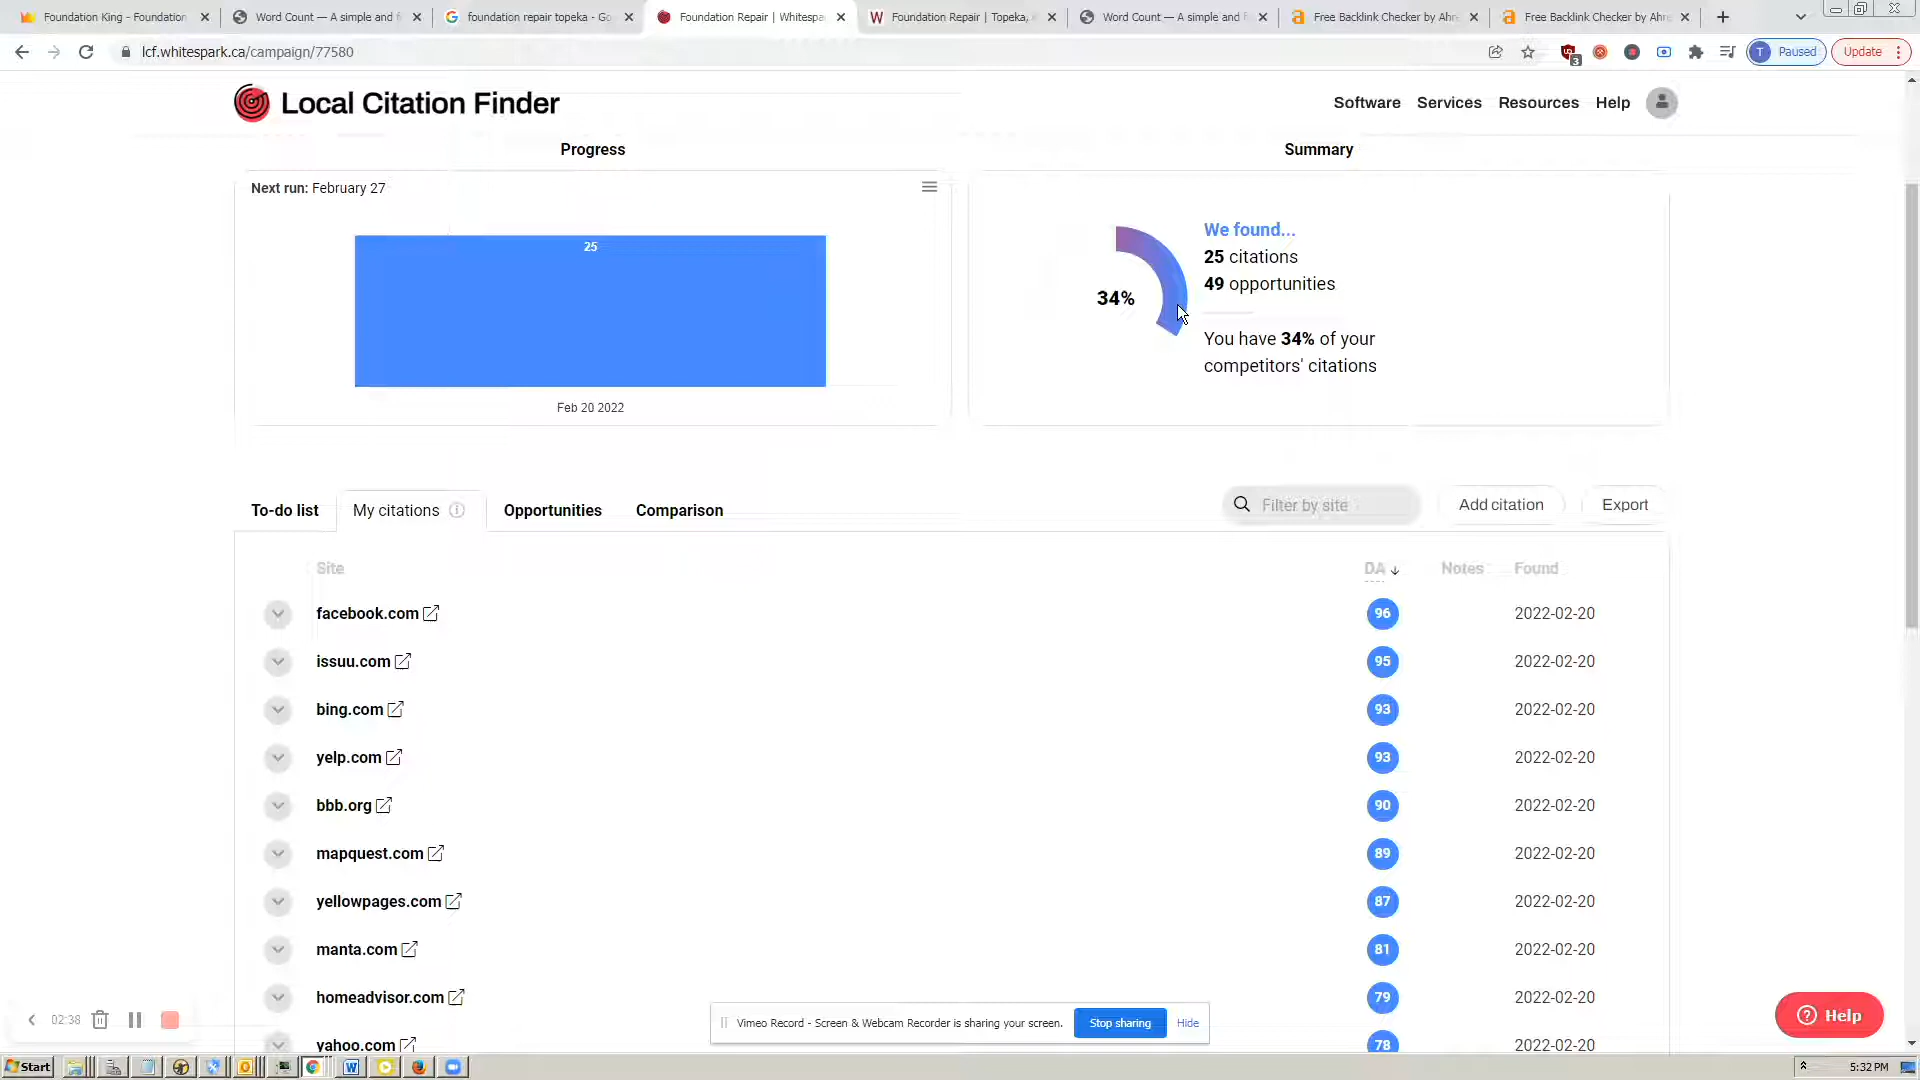 Foundation King - Foundation
Word Count — A simple and f
foundation repair topeka - Go
Foundation Repair | Whitespa
Foundation Repair | Topeka,
Word Count — A simple and f
Free Backlink Checker by Ahr
Free Backlink Checker by Ahre
lcf.whitespark.ca/campaign/77580
3
T Paused
Update
Local Citation Finder
Software Services Resources Help
Progress
Summary
Next run: February 27
25
Feb 20 2022
34%
We found...
25 citations
49 opportunities
You have 34% of your
competitors' citations
To-do list My citations Opportunities Comparison
Filter by site
Add citation
Export
Site DA Notes Found
facebook.com 96 2022-02-20
issuu.com 95 2022-02-20
bing.com 93 2022-02-20
yelp.com 93 2022-02-20
bbb.org 90 2022-02-20
mapquest.com 89 2022-02-20
yellowpages.com 87 2022-02-20
manta.com 81 2022-02-20
homeadvisor.com 79 2022-02-20
yahoo.com 78 2022-02-20
02:38
Vimeo Record - Screen & Webcam Recorder is sharing your screen. Stop sharing Hide
Help
Start
5:32 PM